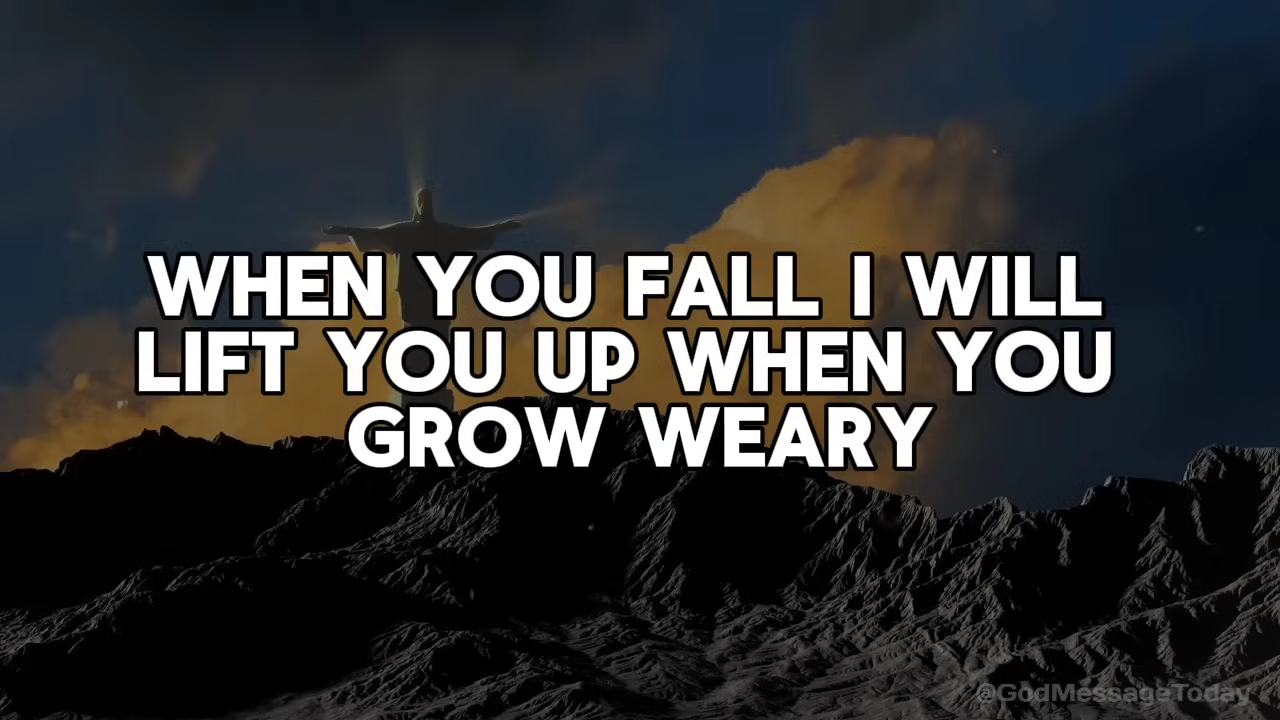 WHEN YOU FALL I WILL
LIFT YOU UP WHEN YOU
GROW WEARY
@GodMessageToday